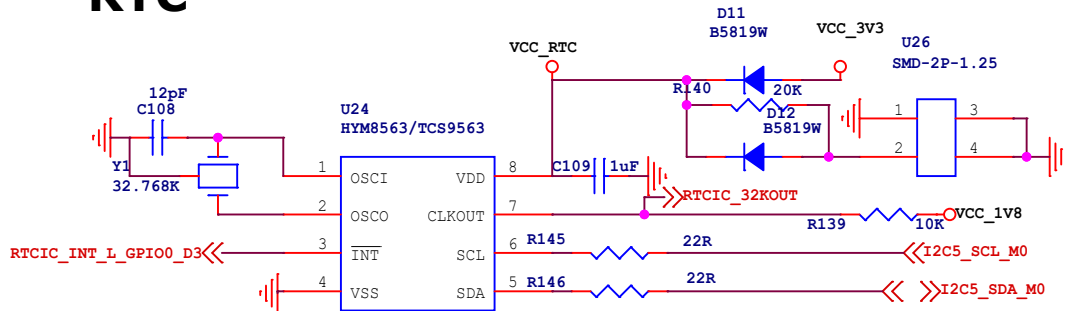 RTC
D11
B5819W
VCC_3V3
VCC_RTC
U26
SMD-2P-1.25
R140
20K
12pF
C108
U24
HYM8563/TCS9563
D12
B5819W
1
3
2
4
Y1
32.768K
1
OSCI
VDD
8
C109
1uF
RTCIC_32KOUT
2
OSCO
CLKOUT
7
R139
10K
VCC_1V8
RTCIC_INT_L_GPIO0_D3
3
INT
SCL
6
R145
22R
I2C5_SCL_M0
4
VSS
SDA
5
R146
22R
I2C5_SDA_M0